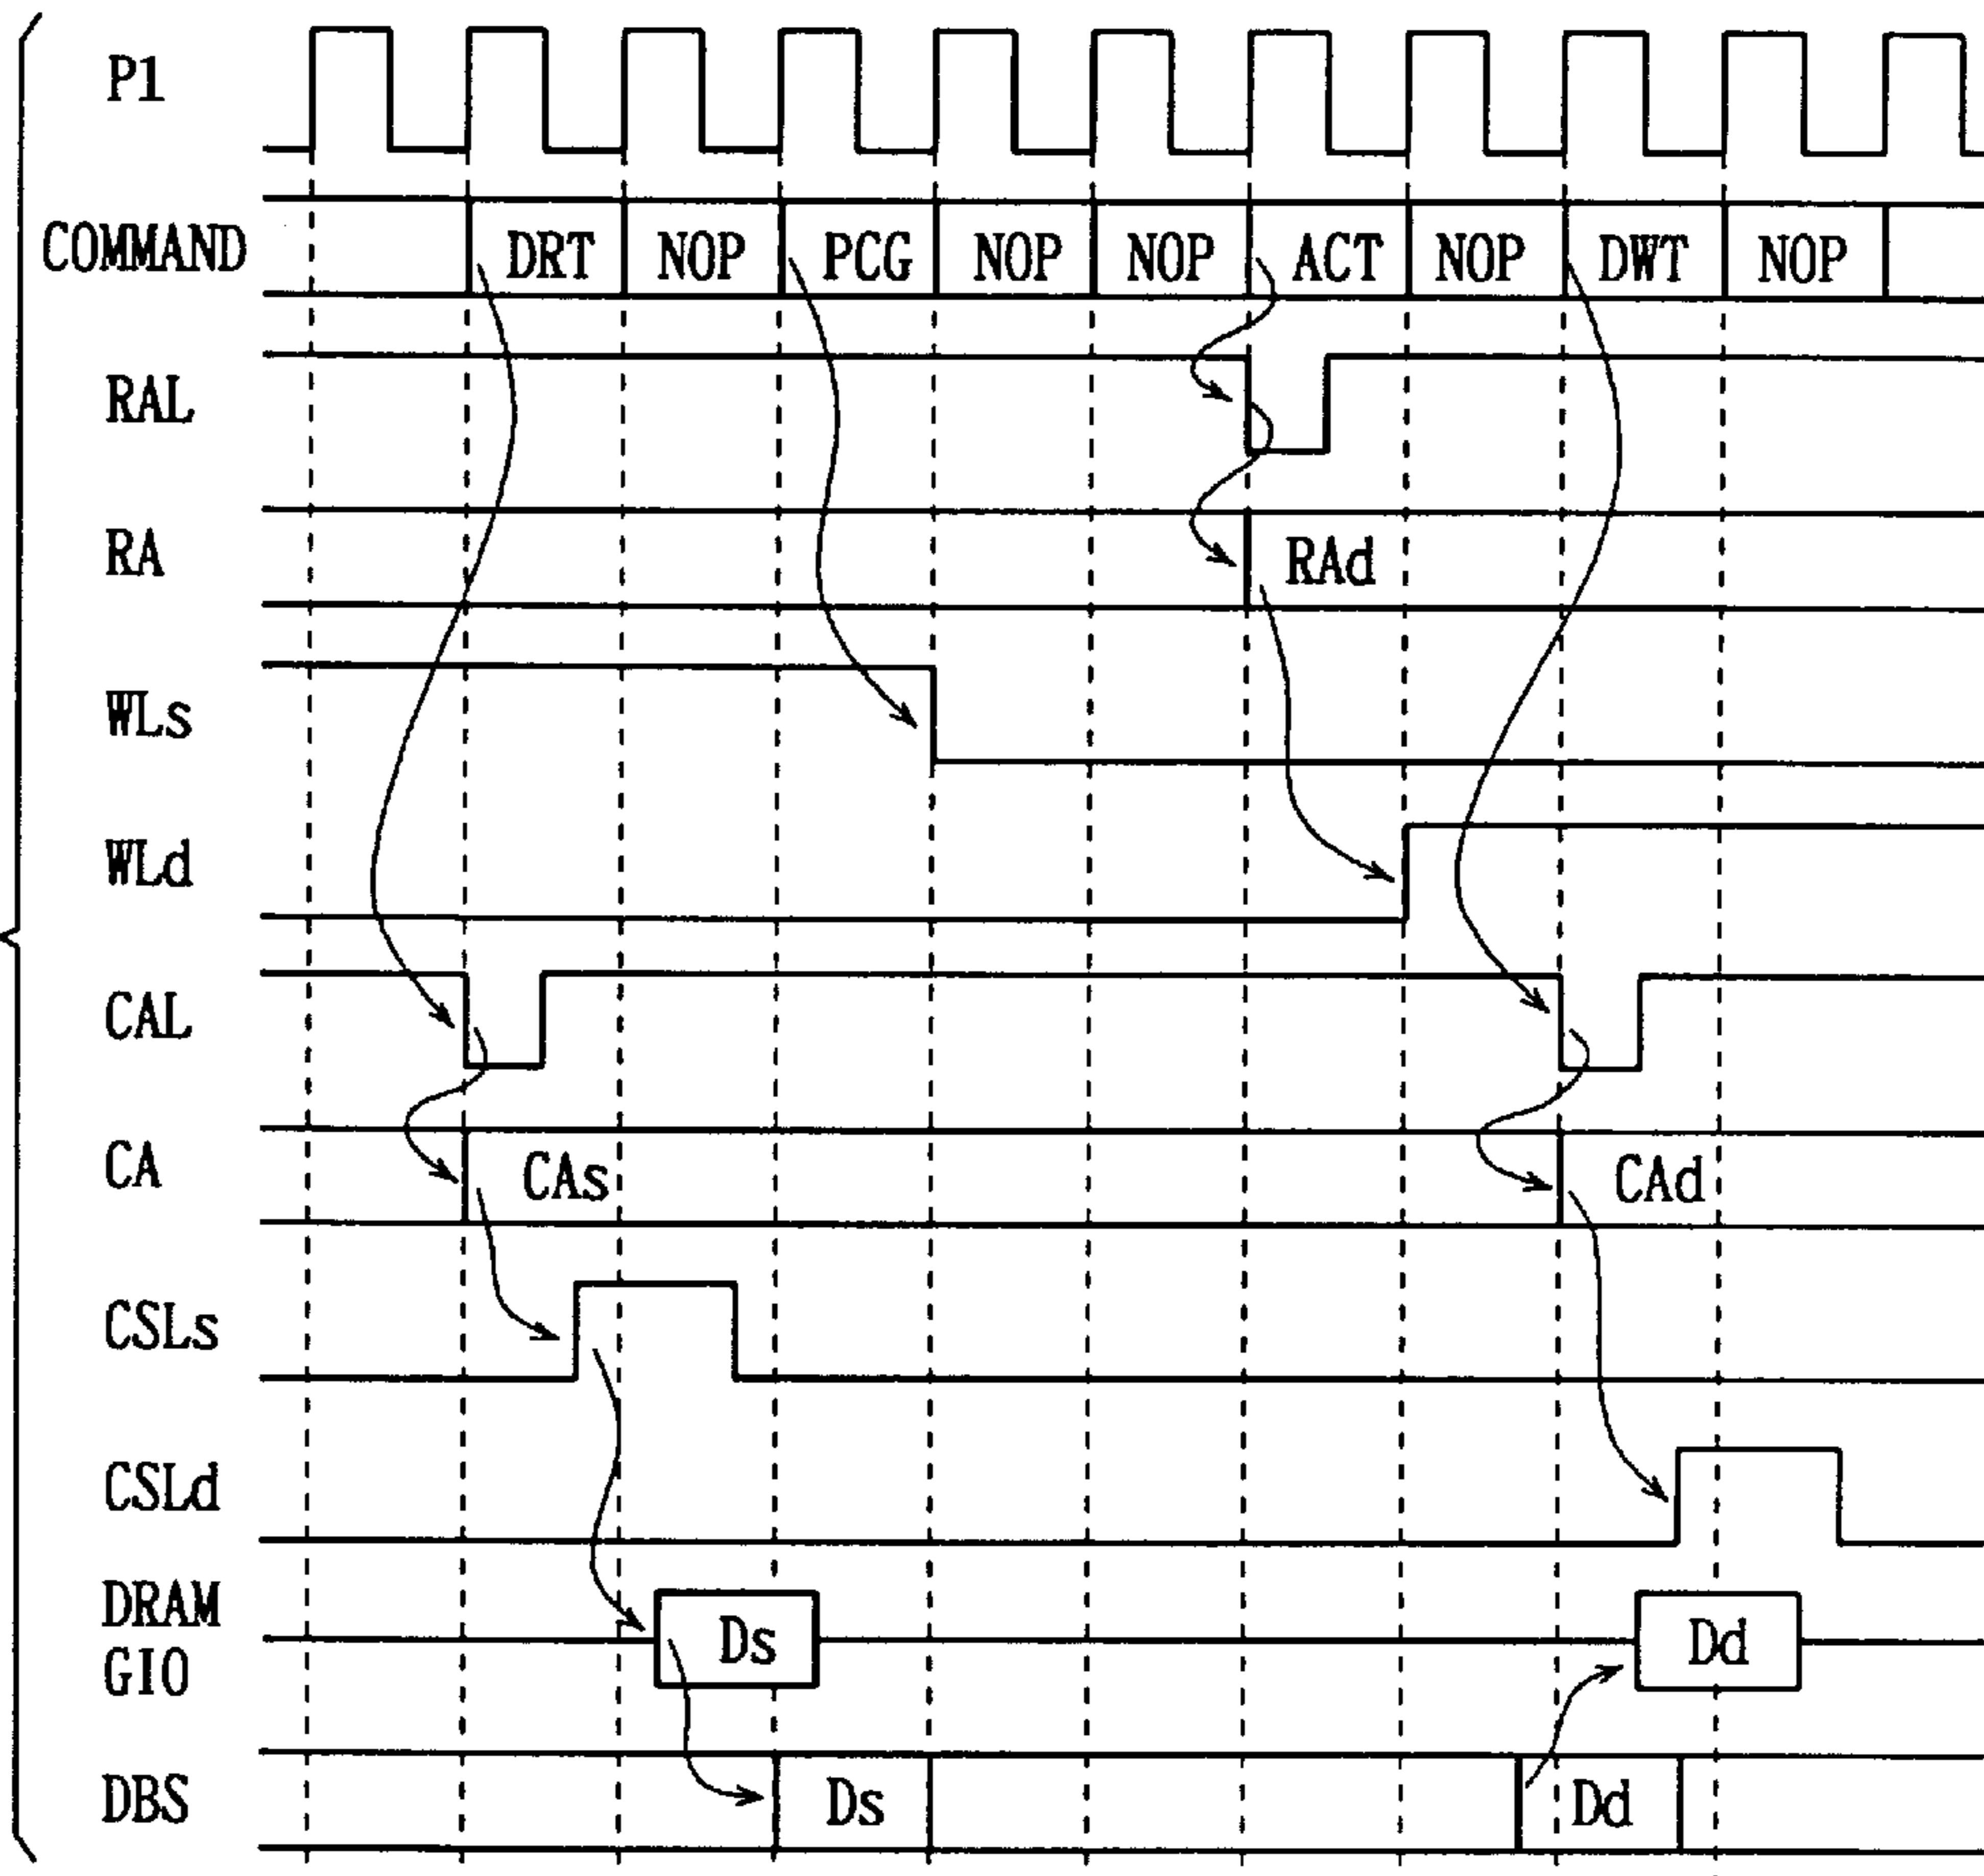 P1
COMMAND DRT NOP PCG NOP NOP ACT NOP DWT NOP
RAL
RA RAd
WLs
WLd
CAL
CA CAs CAd
CSLs
CSLd
DRAM
GIO Ds Dd
DBS Ds Dd